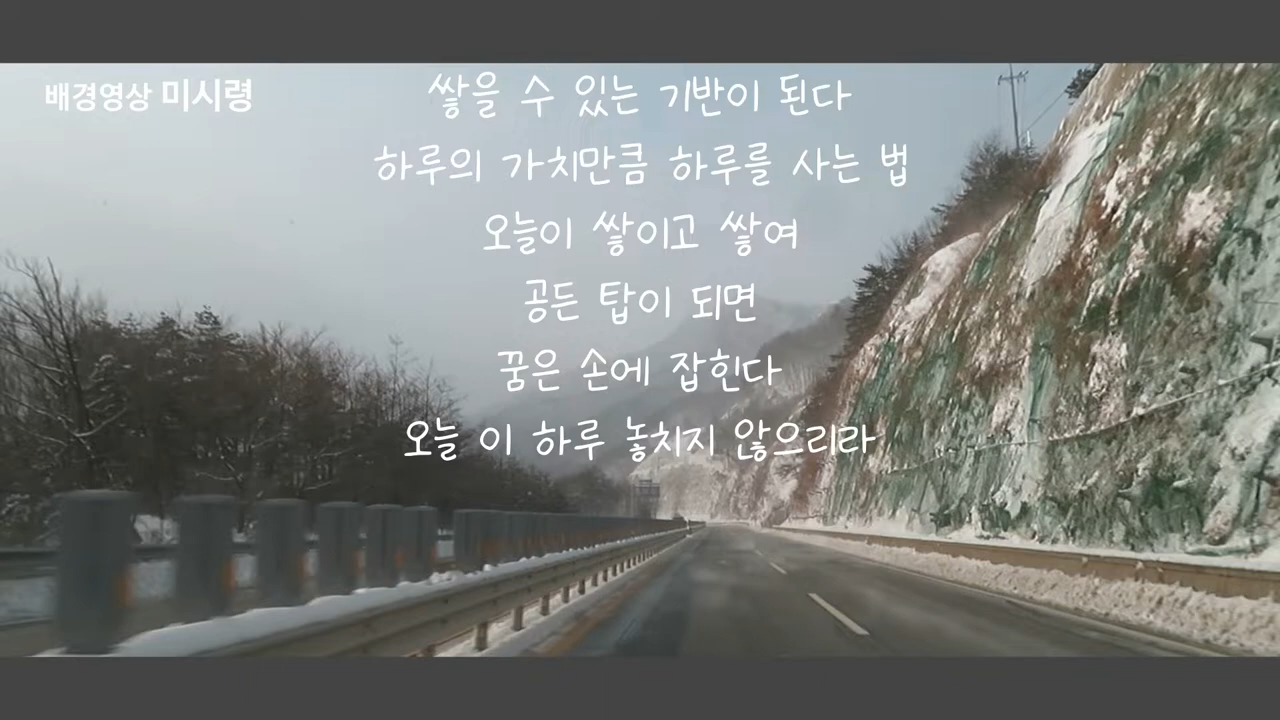 배경영상 미시령
쌓을 수 있는 기반이 된다
하루의 가치만큼 하루를 사는 법
오늘이 쌓이고 쌓여
공든 탑이 되면
꿈은 손에 잡힌다
오늘 이 하루 놓치지 않으리라